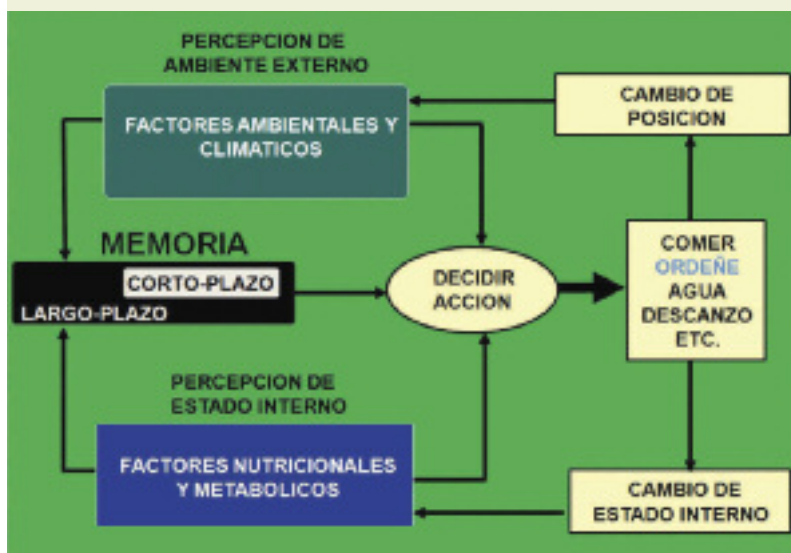 PERCEPCION DE
AMBIENTE EXTERNO
FACTORES AMBIENTALES Y
CLIMATICOS
CAMBIO DE
POSICION
MEMORIA
CORTO-PLAZO
LARGO-PLAZO
DECIDIR
ACCION
COMER
ORDEÑE
AGUA
DESCANZO
ETC.
PERCEPCION DE
ESTADO INTERNO
FACTORES NUTRICIONALES
Y METABOLICOS
CAMBIO DE
ESTADO INTERNO